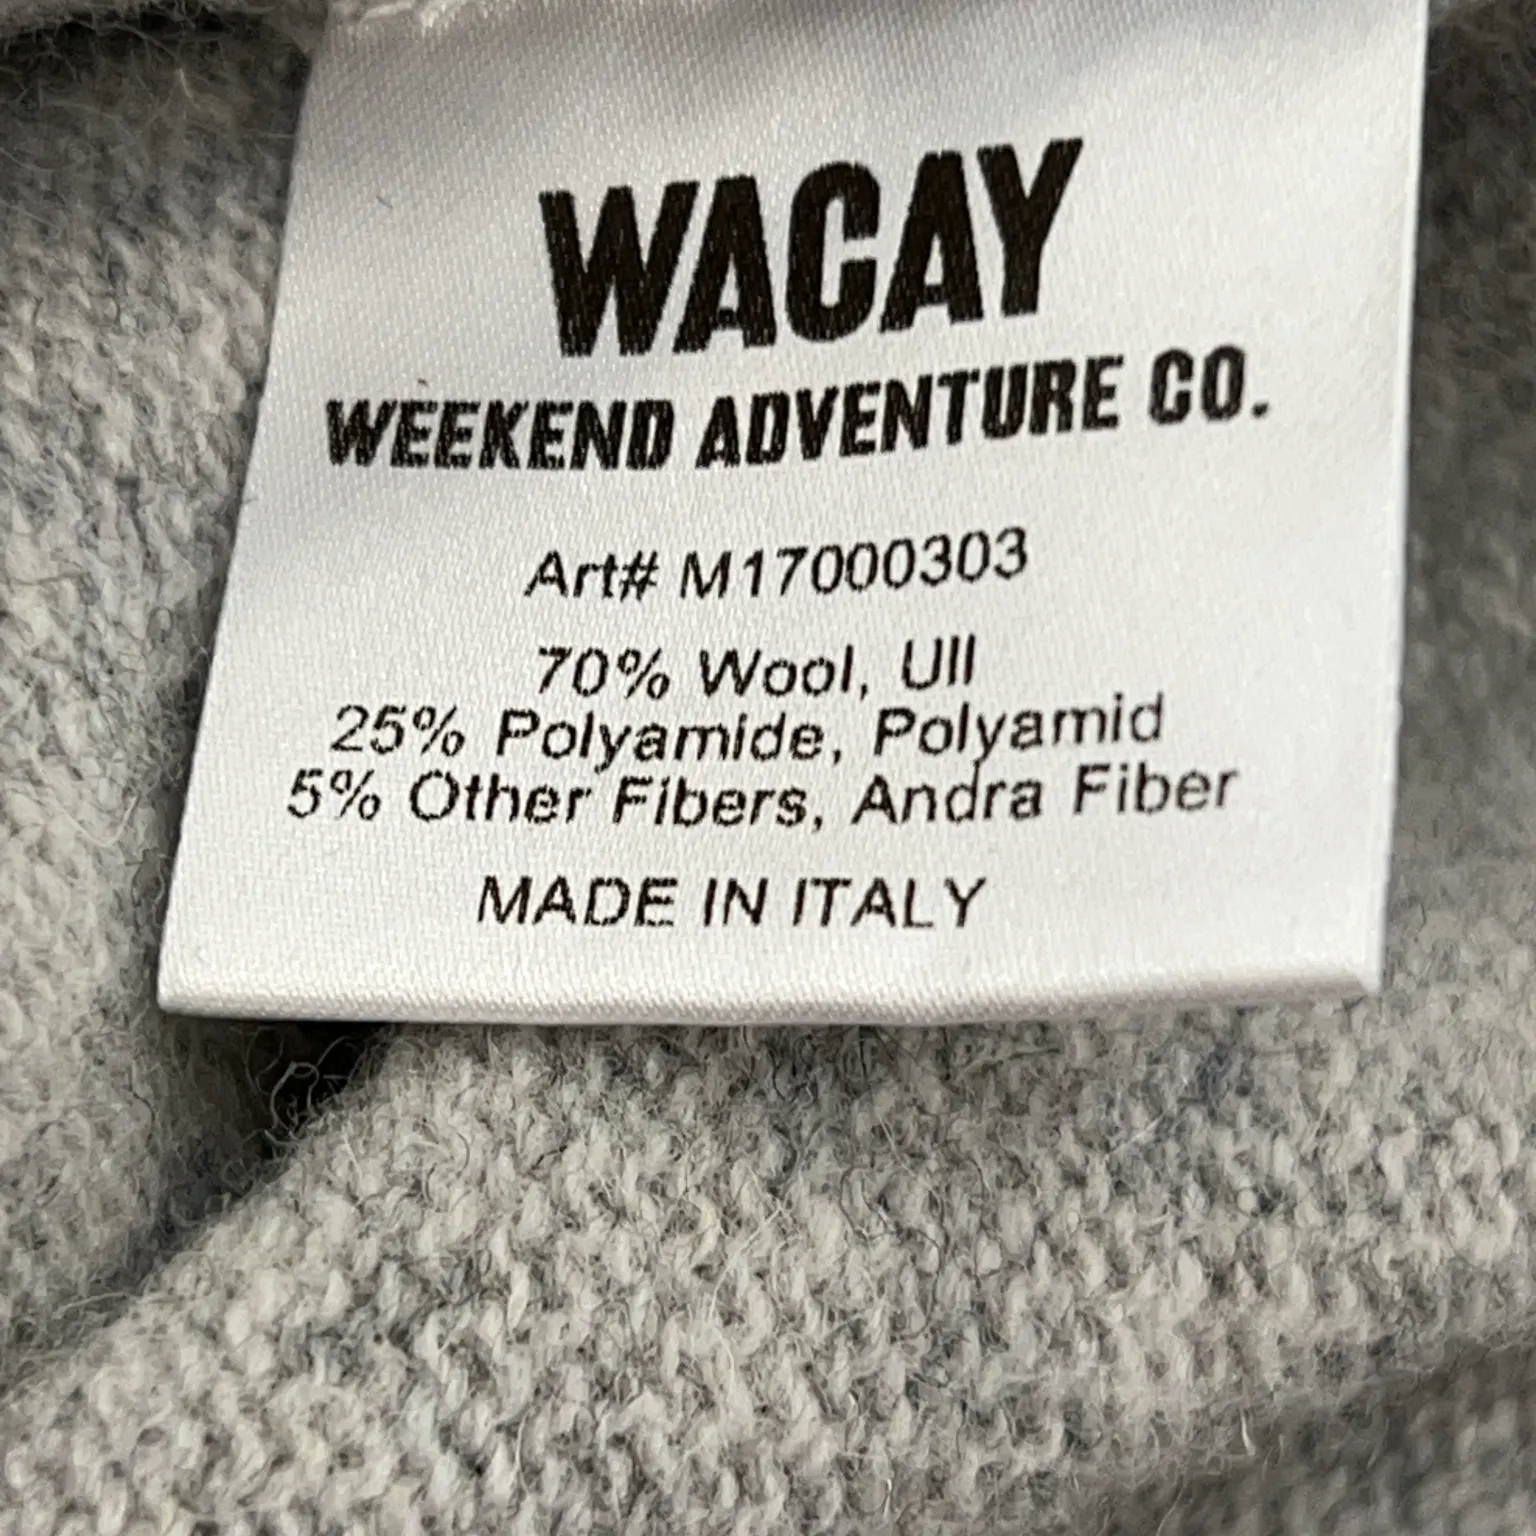 WACAY
WEEKEND ADVENTURE CO.
Art# M17000303
70% Wool, Ull
25% Polyamide, Polyamid
5% Other Fibers, Andra Fiber
MADE IN ITALY